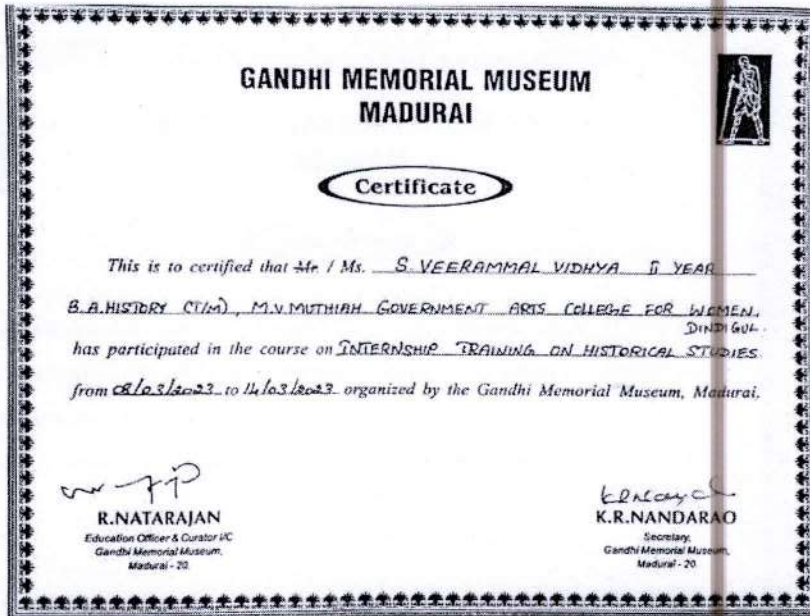 GANDHI MEMORIAL MUSEUM
MADURAI
Certificate
This is to certified that Mr. / Ms. S. VEERAMMAL VIDHYA II YEAR
B.A.HISTORY (T/M), M.V.MUTHIAH GOVERNMENT ARTS COLLEGE FOR WOMEN,
DINDIGUL.
has participated in the course on INTERNSHIP TRAINING ON HISTORICAL STUDIES
from 08/03/2023 to 14/03/2023 organized by the Gandhi Memorial Museum, Madurai.
R.NATARAJAN
Education Officer & Curator I/C
Gandhi Memorial Museum,
Madurai - 20.
K.R.NANDARAO
Secretary,
Gandhi Memorial Museum,
Madurai - 20